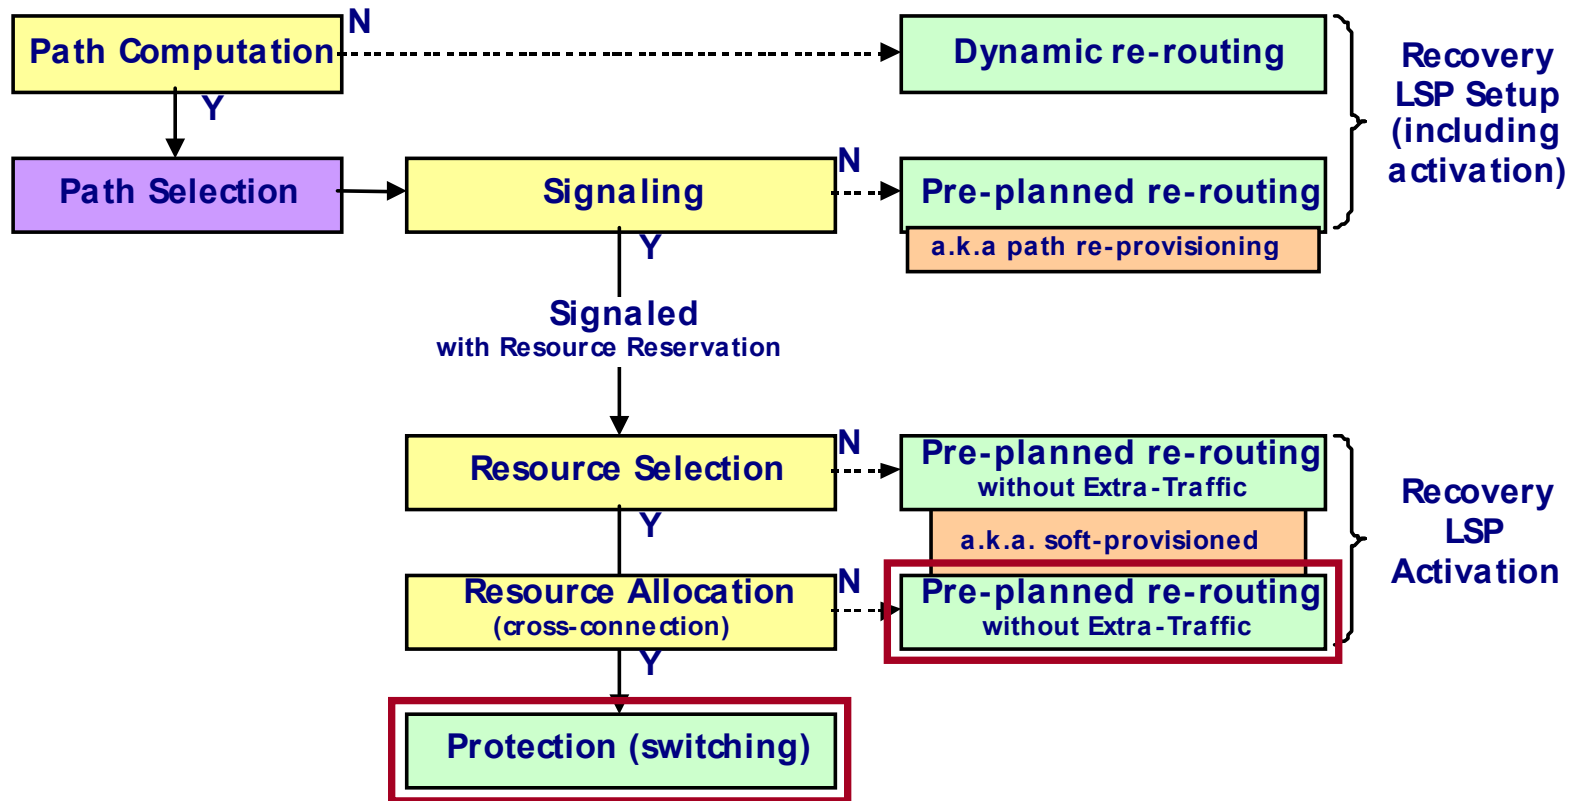 N
Path Computation
Dynamic re-routing
Recovery
LSP Setup
(including
activation)
Y
N
Path Selection
Signaling
Pre-planned re-routing
Y
a.k.a path re-provisioning
Signaled
with Resource Reservation
N
Resource Selection
Pre-planned re-routing
without Extra-Traffic
Recovery
LSP
Activation
Y
a.k.a. soft-provisioned
N
Resource Allocation
(cross-connection)
Pre-planned re-routing
without Extra-Traffic
Y
Protection (switching)